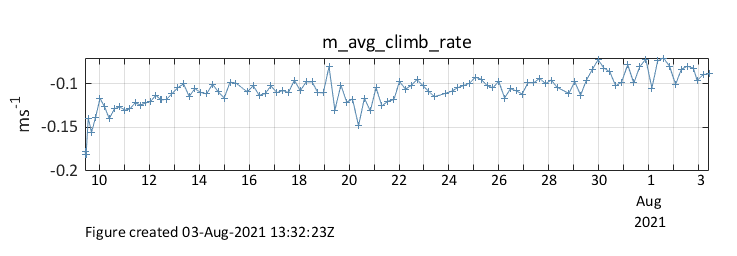 m_avg_climb_rate
ms⁻¹
-0.1
-0.15
-0.2
10 12 14 16 18 20 22 24 26 28 30 1 3
Aug
2021
Figure created 03-Aug-2021 13:32:23Z